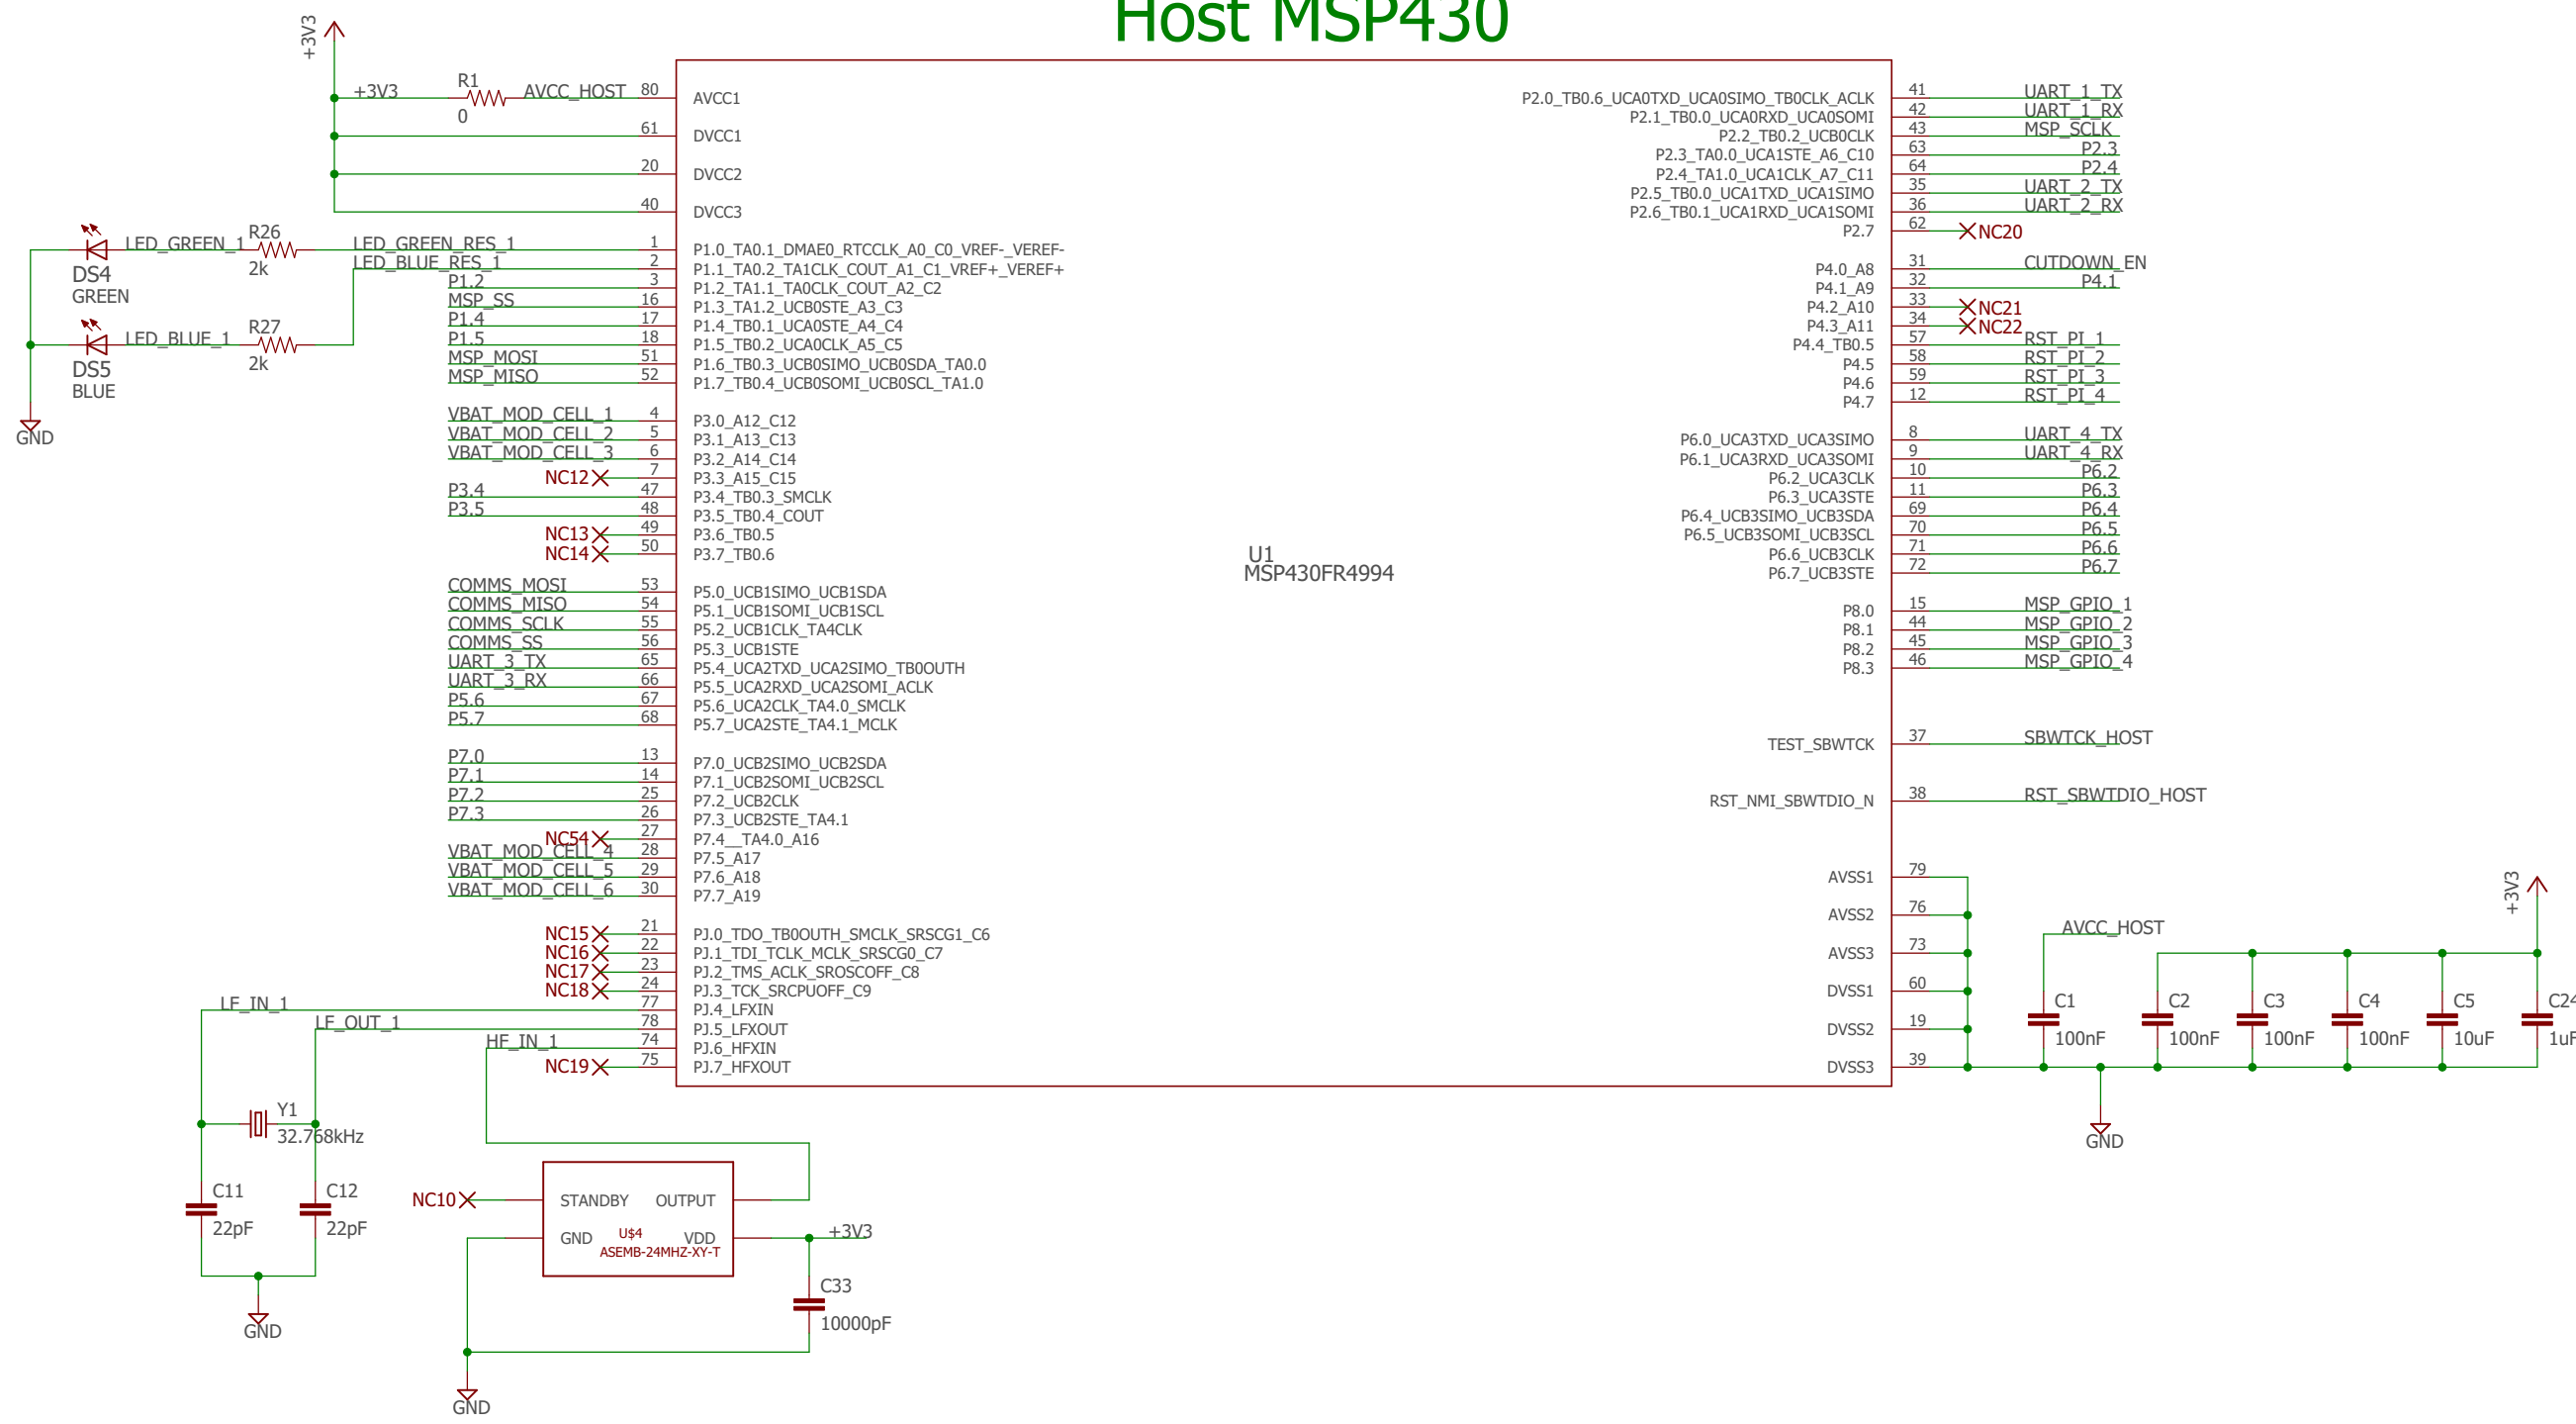 Host MSP430
+3V3
+3V3
R1
0
AVCC_HOST 80 AVCC1
61 DVCC1
20 DVCC2
40 DVCC3
LED_GREEN_1
R26
2k
DS4
GREEN
LED_BLUE_1
R27
2k
DS5
BLUE
GND
LED_GREEN_RES_1 1 P1.0_TA0.1_DMAE0_RTCCLK_A0_C0_VREF-_VEREF-
LED_BLUE_RES_1 2 P1.1_TA0.2_TA1CLK_COUT_A1_C1_VREF+_VEREF+
P1.2 3 P1.2_TA1.1_TA0CLK_COUT_A2_C2
MSP_SS 16 P1.3_TA1.2_UCB0STE_A3_C3
P1.4 17 P1.4_TB0.1_UCA0STE_A4_C4
P1.5 18 P1.5_TB0.2_UCA0CLK_A5_C5
MSP_MOSI 51 P1.6_TB0.3_UCB0SIMO_UCB0SDA_TA0.0
MSP_MISO 52 P1.7_TB0.4_UCB0SOMI_UCB0SCL_TA1.0
VBAT_MOD_CELL_1 4 P3.0_A12_C12
VBAT_MOD_CELL_2 5 P3.1_A13_C13
VBAT_MOD_CELL_3 6 P3.2_A14_C14
NC12 7 P3.3_A15_C15
P3.4 47 P3.4_TB0.3_SMCLK
P3.5 48 P3.5_TB0.4_COUT
NC13 49 P3.6_TB0.5
NC14 50 P3.7_TB0.6
COMMS_MOSI 53 P5.0_UCB1SIMO_UCB1SDA
COMMS_MISO 54 P5.1_UCB1SOMI_UCB1SCL
COMMS_SCLK 55 P5.2_UCB1CLK_TA4CLK
COMMS_SS 56 P5.3_UCB1STE
UART_3_TX 65 P5.4_UCA2TXD_UCA2SIMO_TB0OUTH
UART_3_RX 66 P5.5_UCA2RXD_UCA2SOMI_ACLK
P5.6 67 P5.6_UCA2CLK_TA4.0_SMCLK
P5.7 68 P5.7_UCA2STE_TA4.1_MCLK
P7.0 13 P7.0_UCB2SIMO_UCB2SDA
P7.1 14 P7.1_UCB2SOMI_UCB2SCL
P7.2 25 P7.2_UCB2CLK
P7.3 26 P7.3_UCB2STE_TA4.1
NC54 27 P7.4__TA4.0_A16
VBAT_MOD_CELL_4 28 P7.5_A17
VBAT_MOD_CELL_5 29 P7.6_A18
VBAT_MOD_CELL_6 30 P7.7_A19
NC15 21 PJ.0_TDO_TB0OUTH_SMCLK_SRSCG1_C6
NC16 22 PJ.1_TDI_TCLK_MCLK_SRSCG0_C7
NC17 23 PJ.2_TMS_ACLK_SROSCOFF_C8
NC18 24 PJ.3_TCK_SRCPUOFF_C9
LF_IN_1 77 PJ.4_LFXIN
LF_OUT_1 78 PJ.5_LFXOUT
HF_IN_1 74 PJ.6_HFXIN
NC19 75 PJ.7_HFXOUT
U1
MSP430FR4994
P2.0_TB0.6_UCA0TXD_UCA0SIMO_TB0CLK_ACLK 41 UART_1_TX
P2.1_TB0.0_UCA0RXD_UCA0SOMI 42 UART_1_RX
P2.2_TB0.2_UCB0CLK 43 MSP_SCLK
P2.3_TA0.0_UCA1STE_A6_C10 63 P2.3
P2.4_TA1.0_UCA1CLK_A7_C11 64 P2.4
P2.5_TB0.0_UCA1TXD_UCA1SIMO 35 UART_2_TX
P2.6_TB0.1_UCA1RXD_UCA1SOMI 36 UART_2_RX
P2.7 62 NC20
P4.0_A8 31 CUTDOWN_EN
P4.1_A9 32 P4.1
P4.2_A10 33 NC21
P4.3_A11 34 NC22
P4.4_TB0.5 57 RST_PI_1
P4.5 58 RST_PI_2
P4.6 59 RST_PI_3
P4.7 12 RST_PI_4
P6.0_UCA3TXD_UCA3SIMO 8 UART_4_TX
P6.1_UCA3RXD_UCA3SOMI 9 UART_4_RX
P6.2_UCA3CLK 10 P6.2
P6.3_UCA3STE 11 P6.3
P6.4_UCB3SIMO_UCB3SDA 69 P6.4
P6.5_UCB3SOMI_UCB3SCL 70 P6.5
P6.6_UCB3CLK 71 P6.6
P6.7_UCB3STE 72 P6.7
P8.0 15 MSP_GPIO_1
P8.1 44 MSP_GPIO_2
P8.2 45 MSP_GPIO_3
P8.3 46 MSP_GPIO_4
TEST_SBWTCK 37 SBWTCK_HOST
RST_NMI_SBWTDIO_N 38 RST_SBWTDIO_HOST
AVSS1 79
AVSS2 76
AVSS3 73
DVSS1 60
DVSS2 19
DVSS3 39
AVCC_HOST
+3V3
C1
100nF
C2
100nF
C3
100nF
C4
100nF
C5
10uF
C24
1uF
GND
Y1
32.768kHz
C11
22pF
C12
22pF
GND
NC10
STANDBY OUTPUT
GND U$4 VDD
ASEMB-24MHZ-XY-T
+3V3
C33
10000pF
GND